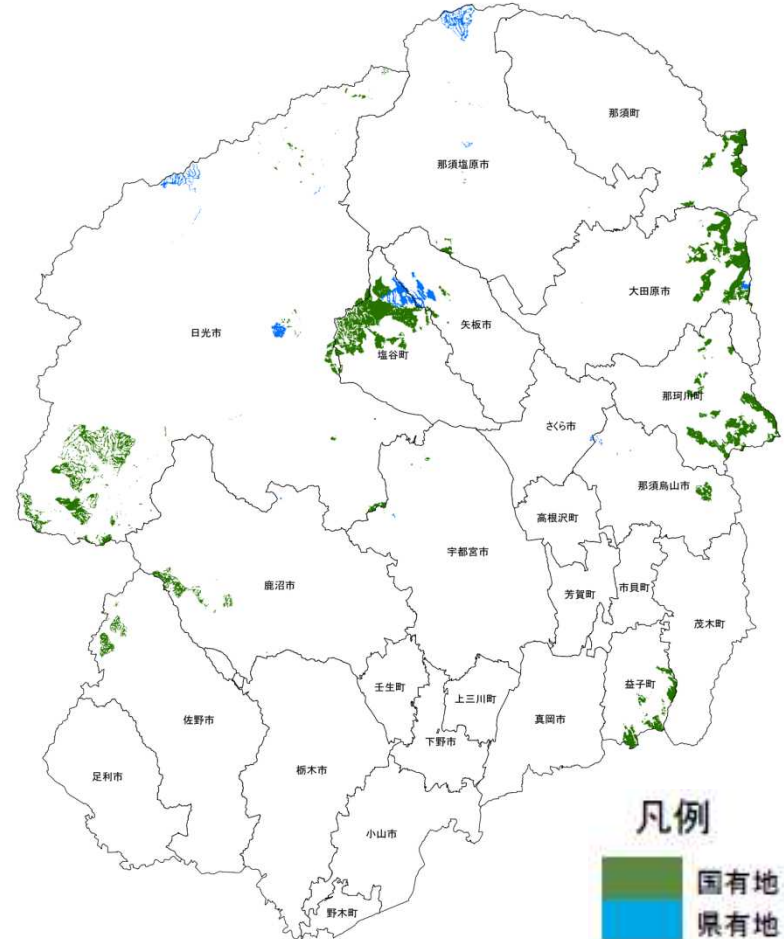 那須町
那須塩原市
大田原市
日光市
矢板市
塩谷町
那珂川町
さくら市
那須烏山市
高根沢町
宇都宮市
鹿沼市
芳賀町
市貝町
茂木町
壬生町
上三川町
益子町
佐野市
真岡市
下野市
足利市
栃木市
小山市
野木町
凡例
国有地
県有地